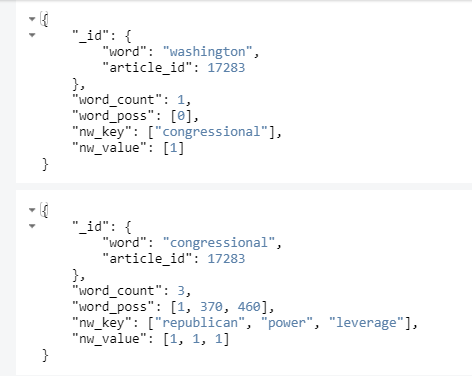 {
"_id": {
"word": "washington",
"article_id": 17283
},
"word_count": 1,
"word_poss": [0],
"nw_key": ["congressional"],
"nw_value": [1]
}
{
"_id": {
"word": "congressional",
"article_id": 17283
},
"word_count": 3,
"word_poss": [1, 370, 460],
"nw_key": ["republican", "power", "leverage"],
"nw_value": [1, 1, 1]
}